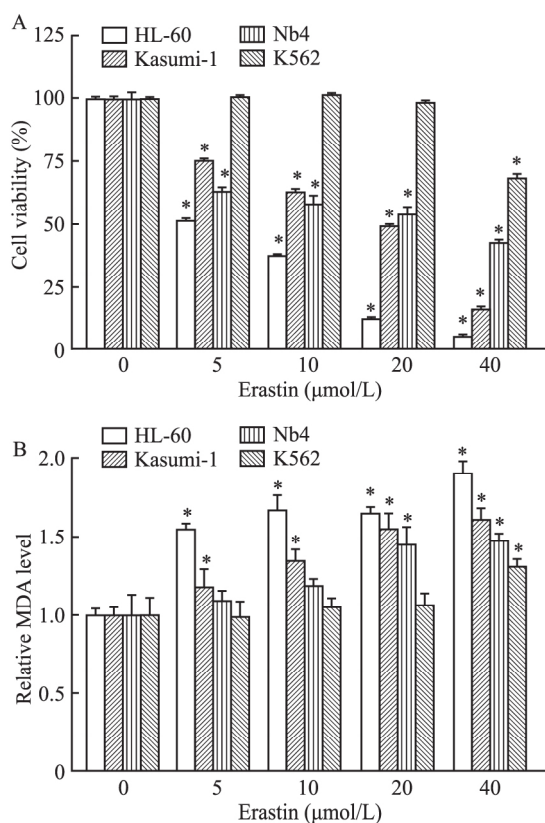 A
HL-60 Nb4
Kasumi-1 K562
125
100
75
50
25
0
Cell viability (%)
* * * * * * * * * * * * *
0 5 10 20 40
Erastin (μmol/L)
B
HL-60 Nb4
Kasumi-1 K562
2.0
1.5
1.0
0.5
0
Relative MDA level
* * * * * * * * * * *
0 5 10 20 40
Erastin (μmol/L)